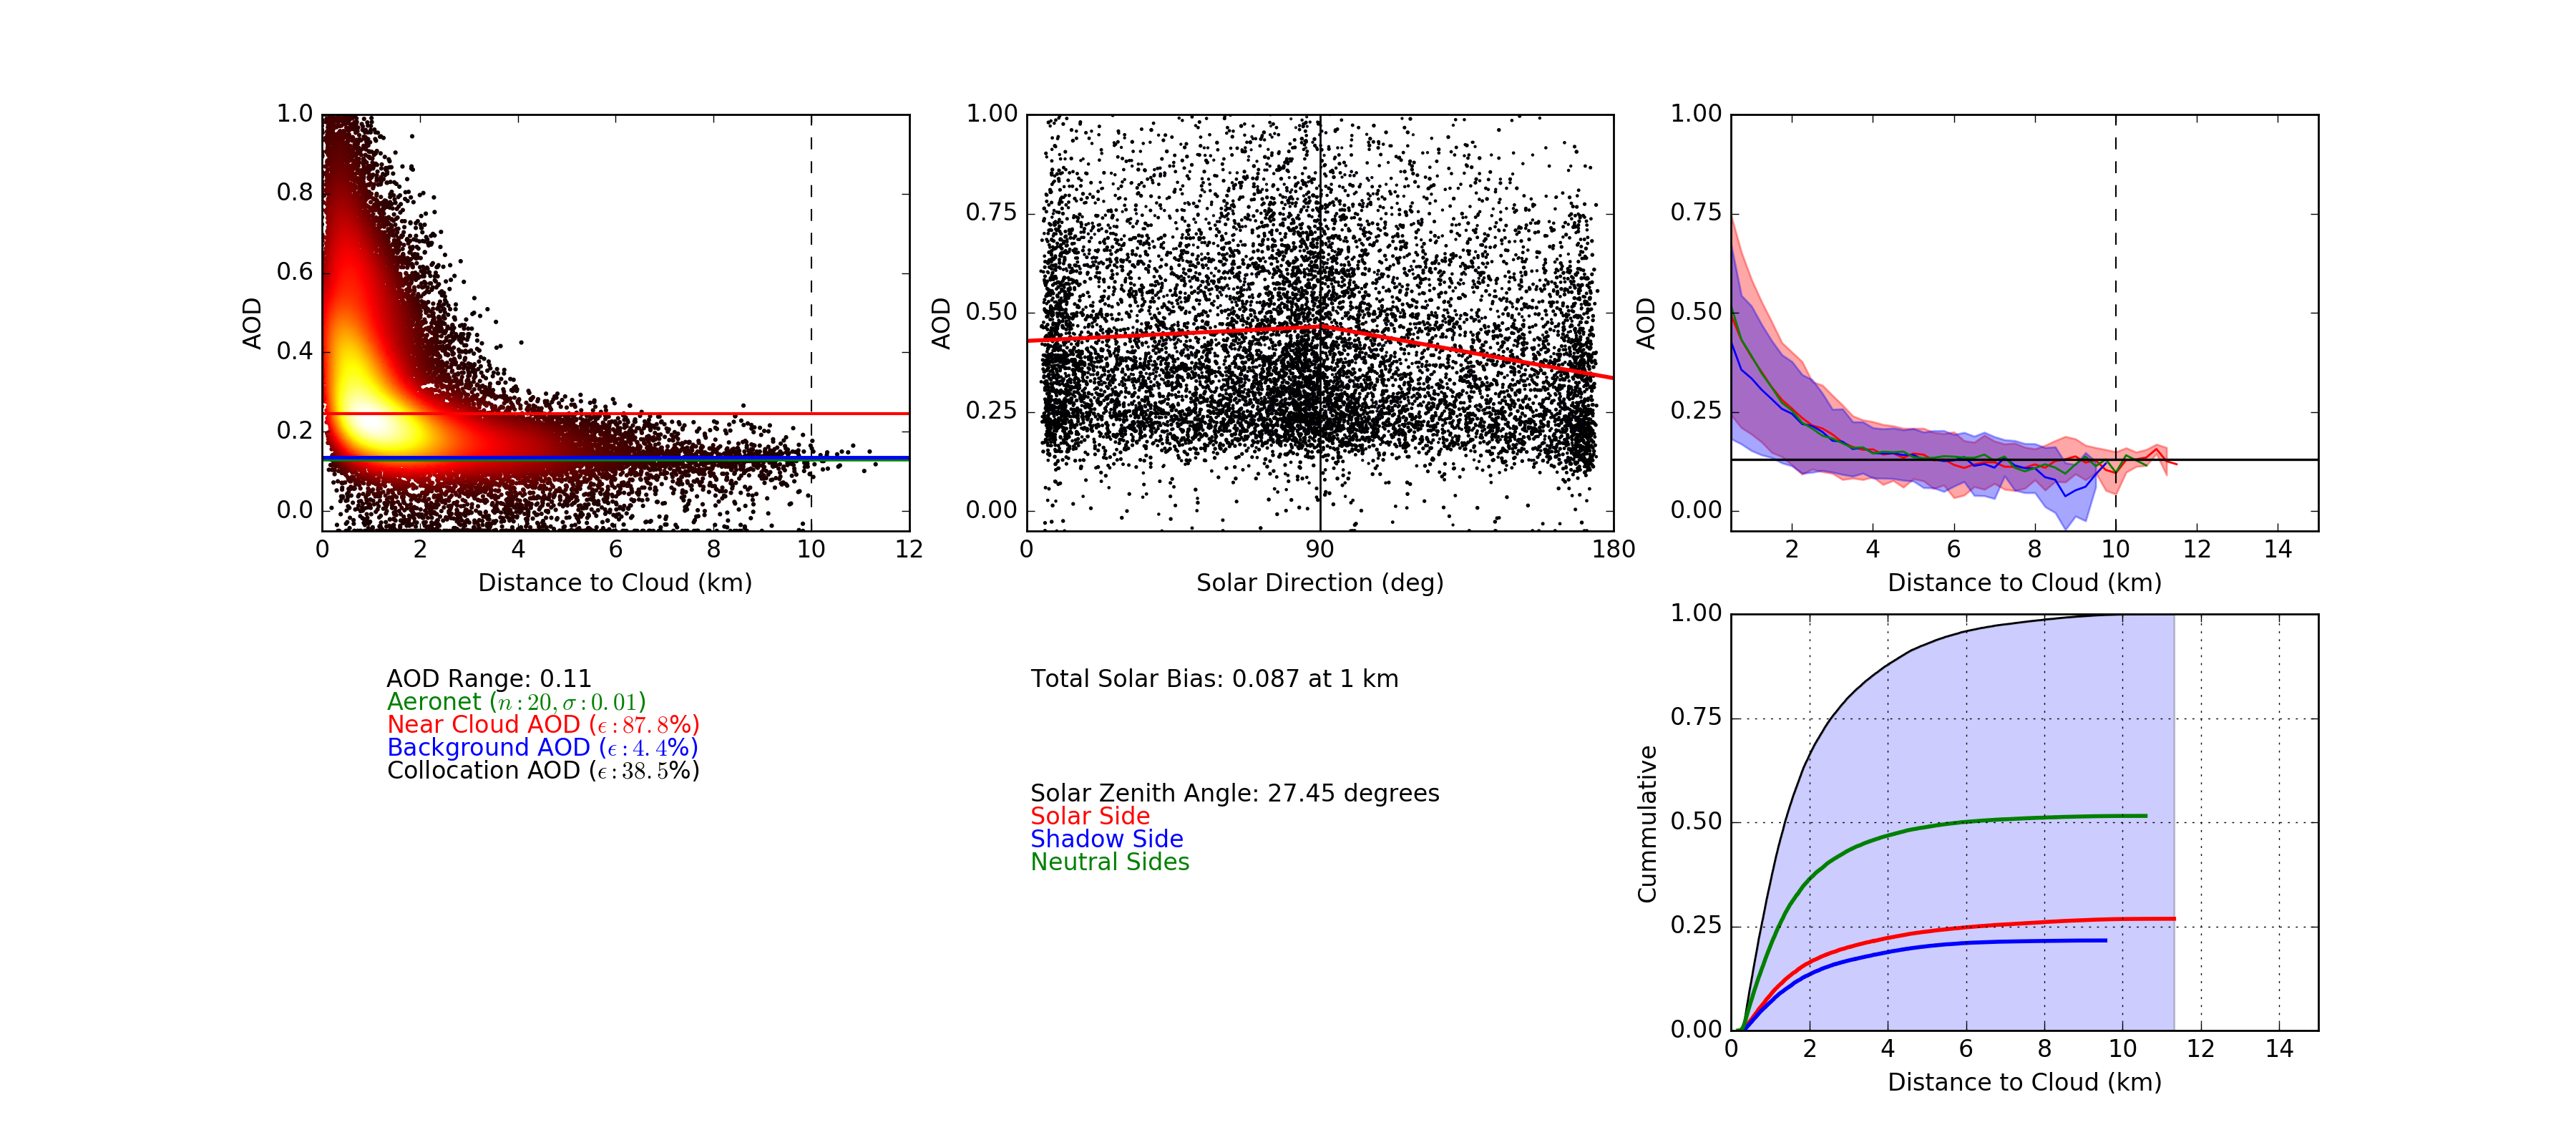 1.0
0.8
0.6
0.4
0.2
0.0
AOD
0 2 4 6 8 10 12
Distance to Cloud (km)
1.00
0.75
0.50
0.25
0.00
AOD
0 90 180
Solar Direction (deg)
1.00
0.75
0.50
0.25
0.00
AOD
2 4 6 8 10 12 14
Distance to Cloud (km)
AOD Range: 0.11
Aeronet (n : 20, σ : 0.01)
Near Cloud AOD (ϵ : 87.8%)
Background AOD (ϵ : 4.4%)
Collocation AOD (ϵ : 38.5%)
Total Solar Bias: 0.087 at 1 km
Solar Zenith Angle: 27.45 degrees
Solar Side
Shadow Side
Neutral Sides
1.00
0.75
0.50
0.25
0.00
Cummulative
0 2 4 6 8 10 12 14
Distance to Cloud (km)